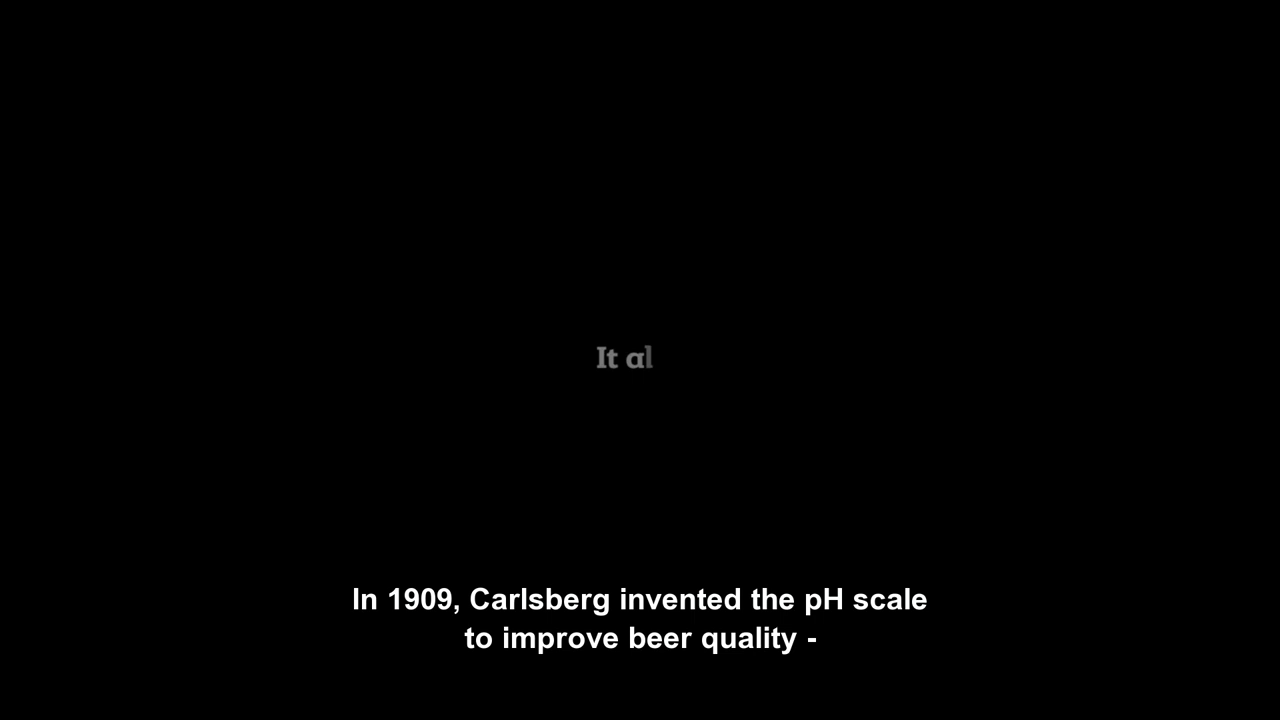 It al
In 1909, Carlsberg invented the pH scale
to improve beer quality -